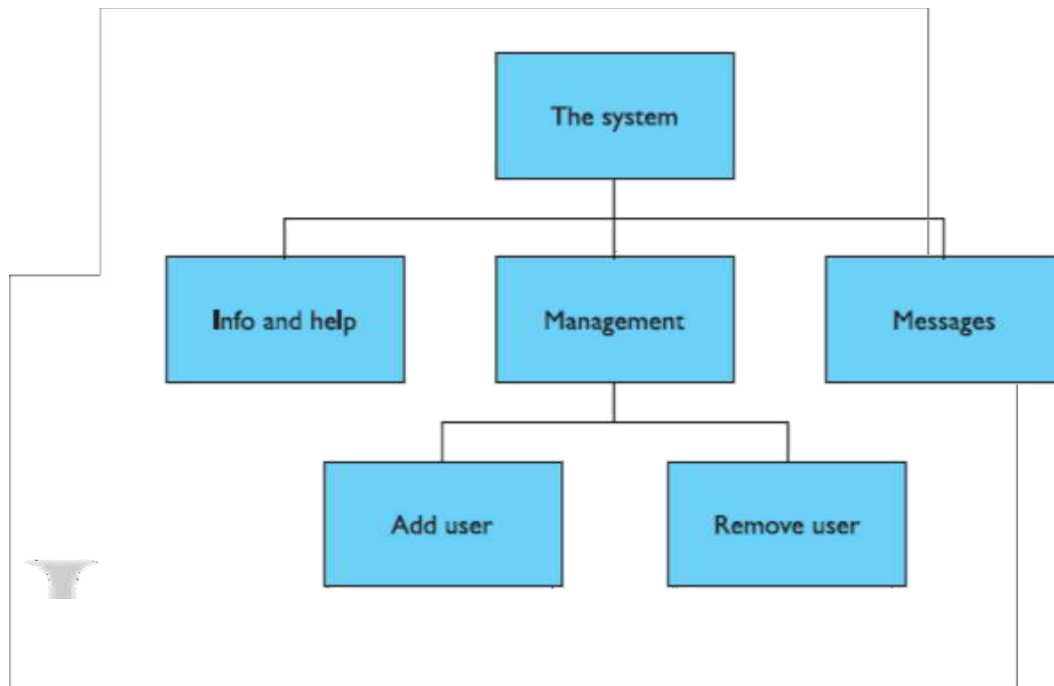 The system
Info and help
Management
Messages
Add user
Remove user